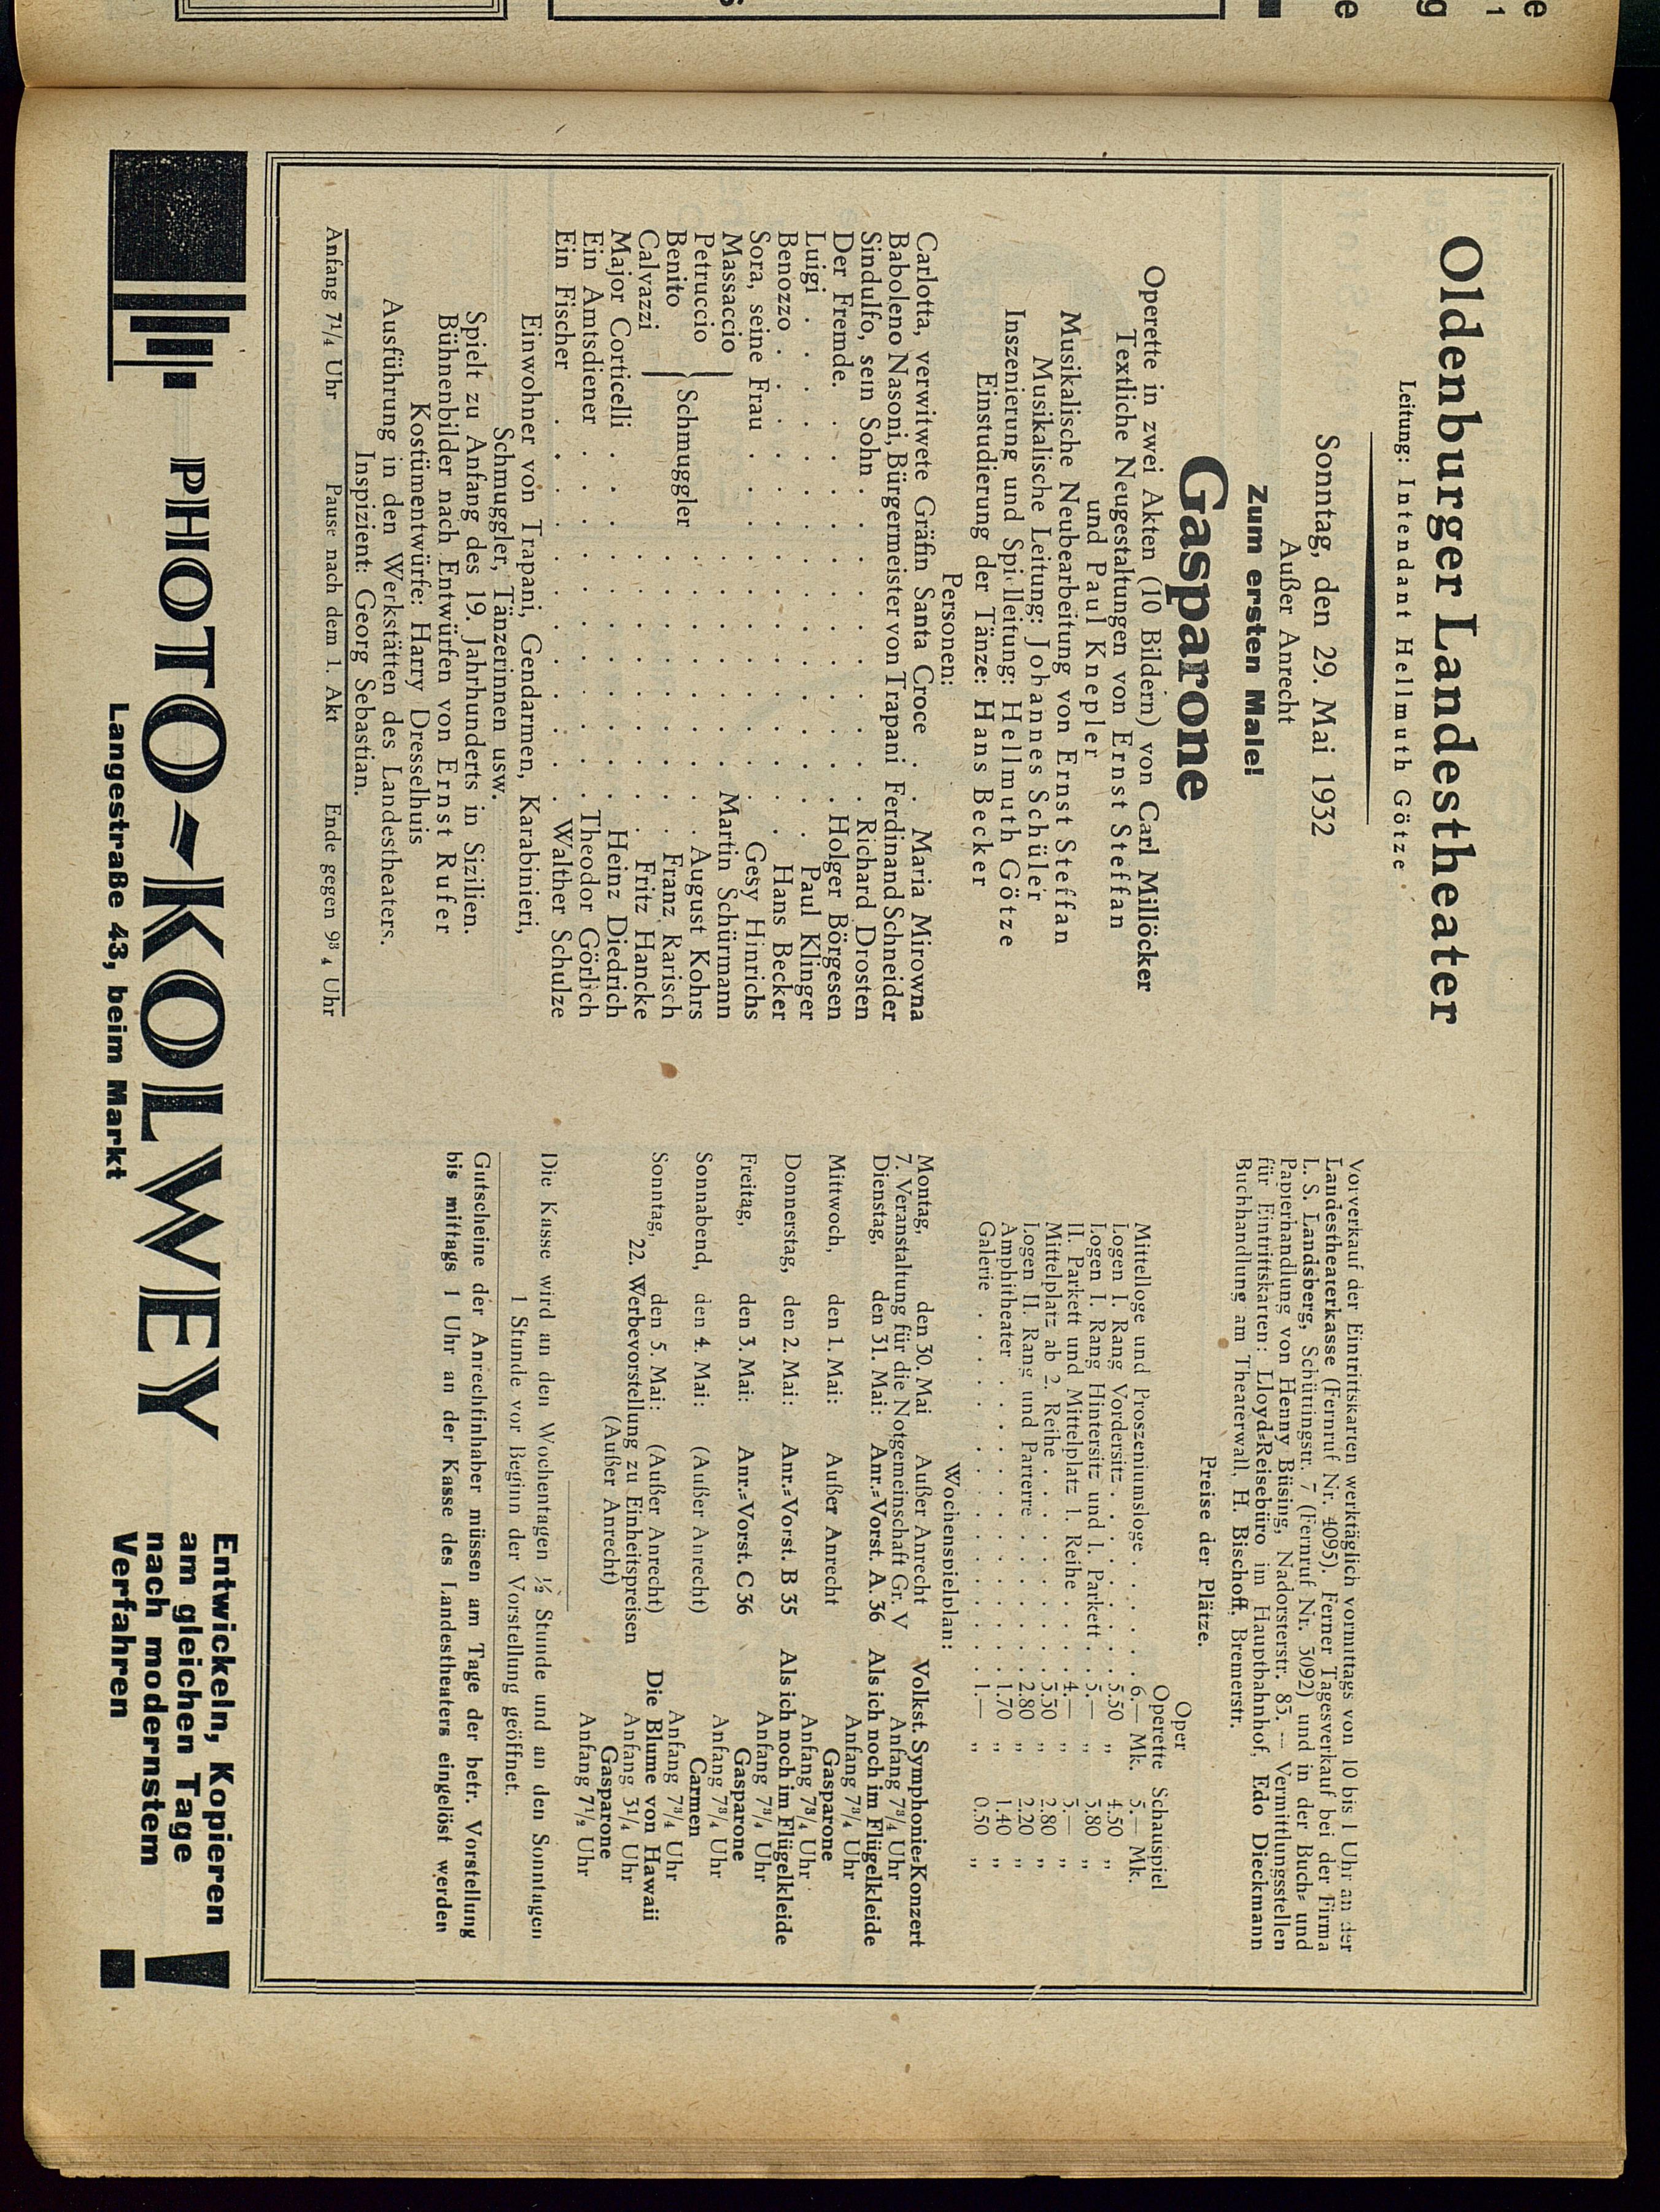 Oldenburger Landestheater
Leitung: Intendant Hellmuth Götze
Sonntag, den 29. Mai 1932
Außer Anrecht
Zum ersten Male!
Gasparone
Operette in zwei Akten (10 Bildern) von Carl Millöcker
Textliche Neugestaltungen von Ernst Steffan
und Paul Knepler
Musikalische Neubearbeitung von Ernst Steffan
Musikalische Leitung: Johannes Schüler
Inszenierung und Spielleitung: Hellmuth Götze
Einstudierung der Tänze: Hans Becker
Personen:
Carlotta, verwitwete Gräfin Santa Croce . . Maria Mirowna
Baboleno Nasoni, Bürgermeister von Trapani Ferdinand Schneider
Sindulfo, sein Sohn . . . . . . . Richard Drosten
Der Fremde. . . . . . . . . Holger Börgesen
Luigi . . . . . . . . . . Paul Klinger
Benozzo . . . . . . . . . Hans Becker
Sora, seine Frau . . . . . . . Gesy Hinrichs
Massaccio } Schmuggler . . . . . Martin Schürmann
Petruccio . . . . . August Kohrs
Benito . . . . . Franz Rarisch
Calvazzi . . . . . Fritz Hancke
Major Corticelli . . . . . . . Heinz Diedrich
Ein Amtsdiener . . . . . . . Theodor Görlich
Ein Fischer . . . . . . . . Walther Schulze
Einwohner von Trapani, Gendarmen, Karabinieri,
Schmuggler, Tänzerinnen usw.
Spielt zu Anfang des 19. Jahrhunderts in Sizilien.
Bühnenbilder nach Entwürfen von Ernst Rufer
Kostümentwürfe: Harry Dresselhuis
Ausführung in den Werkstätten des Landestheaters.
Inspizient: Georg Sebastian.
Anfang 7¼ Uhr Pause nach dem 1. Akt Ende gegen 9¾ Uhr
Vorverkauf der Eintrittskarten werktäglich vormittags von 10 bis 1 Uhr an der
Landestheaterkasse (Fernruf Nr. 4095). Ferner Tagesverkauf bei der Firma
L. S. Landsberg, Schüttingstr. 7 (Fernruf Nr. 3092) und in der Buch- und
Papierhandlung von Henny Büsing, Nadorsterstr. 83. — Vermittlungsstellen
für Eintrittskarten: Lloyd-Reisebüro im Hauptbahnhof, Edo Dieckmann
Buchhandlung am Theaterwall, H. Bischoff, Bremerstr.
Preise der Plätze.
Oper
Operette Schauspiel
Mittelloge und Proszeniumsloge . . . . . 6.— Mk. 5.— Mk.
Logen I. Rang Vordersitz . . . . . . 5.50 „ 4.50 „
Logen I. Rang Hintersitz und I. Parkett . . 5.— „ 3.80 „
II. Parkett und Mittelplatz 1. Reihe . . . 4.— „ 3.— „
Mittelplatz ab 2. Reihe . . . . . . . 3.50 „ 2.80 „
Logen II. Rang und Parterre . . . . . 2.80 „ 2.20 „
Amphitheater . . . . . . . . . 1.70 „ 1.40 „
Galerie . . . . . . . . . . . 1.— „ 0.50 „
Wochenspielplan:
Montag, den 30. Mai Außer Anrecht Volkst. Symphonie-Konzert
7. Veranstaltung für die Notgemeinschaft Gr. V Anfang 7¾ Uhr
Dienstag, den 31. Mai: Anr.-Vorst. A. 36 Als ich noch im Flügelkleide
Anfang 7¾ Uhr
Mittwoch, den 1. Mai: Außer Anrecht Gasparone
Anfang 7¾ Uhr
Donnerstag, den 2. Mai: Anr.-Vorst. B 35 Als ich noch im Flügelkleide
Anfang 7¾ Uhr
Freitag, den 3. Mai: Anr.-Vorst. C 36 Gasparone
Anfang 7¾ Uhr
Sonnabend, den 4. Mai: (Außer Anrecht) Carmen
Anfang 7¾ Uhr
Sonntag, den 5. Mai: (Außer Anrecht) Die Blume von Hawaii
22. Werbevorstellung zu Einheitspreisen Anfang 3¼ Uhr
(Außer Anrecht) Gasparone
Anfang 7½ Uhr
Die Kasse wird an den Wochentagen ½ Stunde und an den Sonntagen
1 Stunde vor Beginn der Vorstellung geöffnet.
Gutscheine der Anrechtinhaber müssen am Tage der betr. Vorstellung
bis mittags 1 Uhr an der Kasse des Landestheaters eingelöst werden
PHOTO-KOLWEY
Langestraße 43, beim Markt
Entwickeln, Kopieren
am gleichen Tage
nach modernstem
Verfahren !